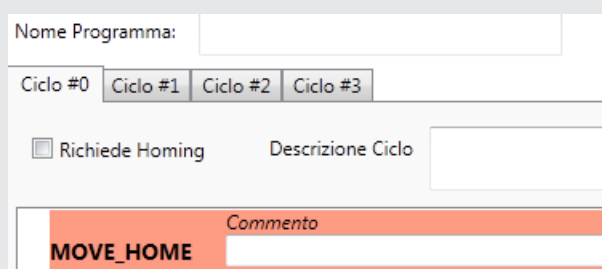 Nome Programma:
Ciclo #0 Ciclo #1 Ciclo #2 Ciclo #3
Richiede Homing Descrizione Ciclo
Commento
MOVE_HOME